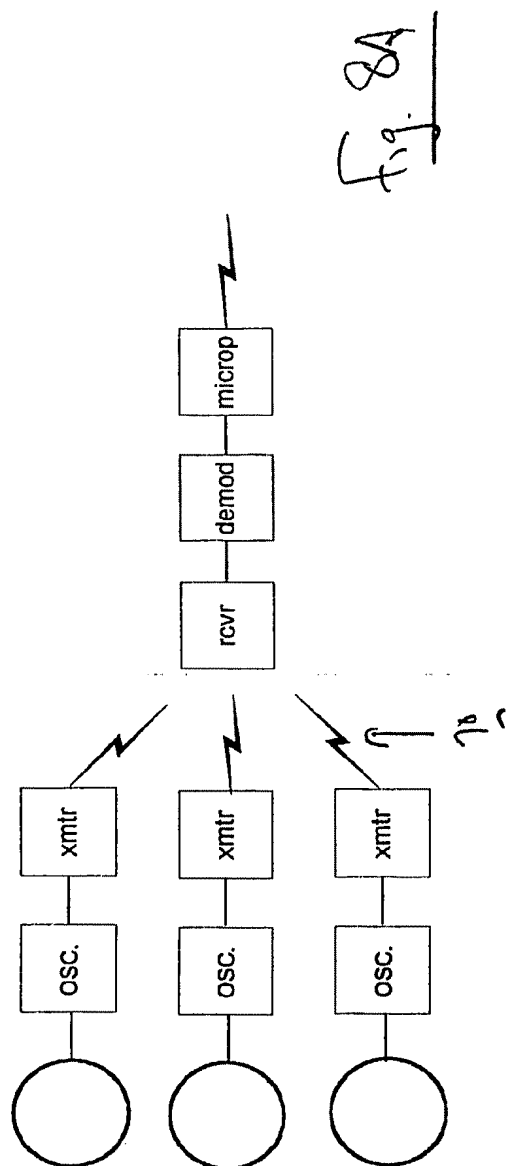 Fig. 8A
osc.
xmtr
osc.
xmtr
rcvr
demod
microp
osc.
xmtr